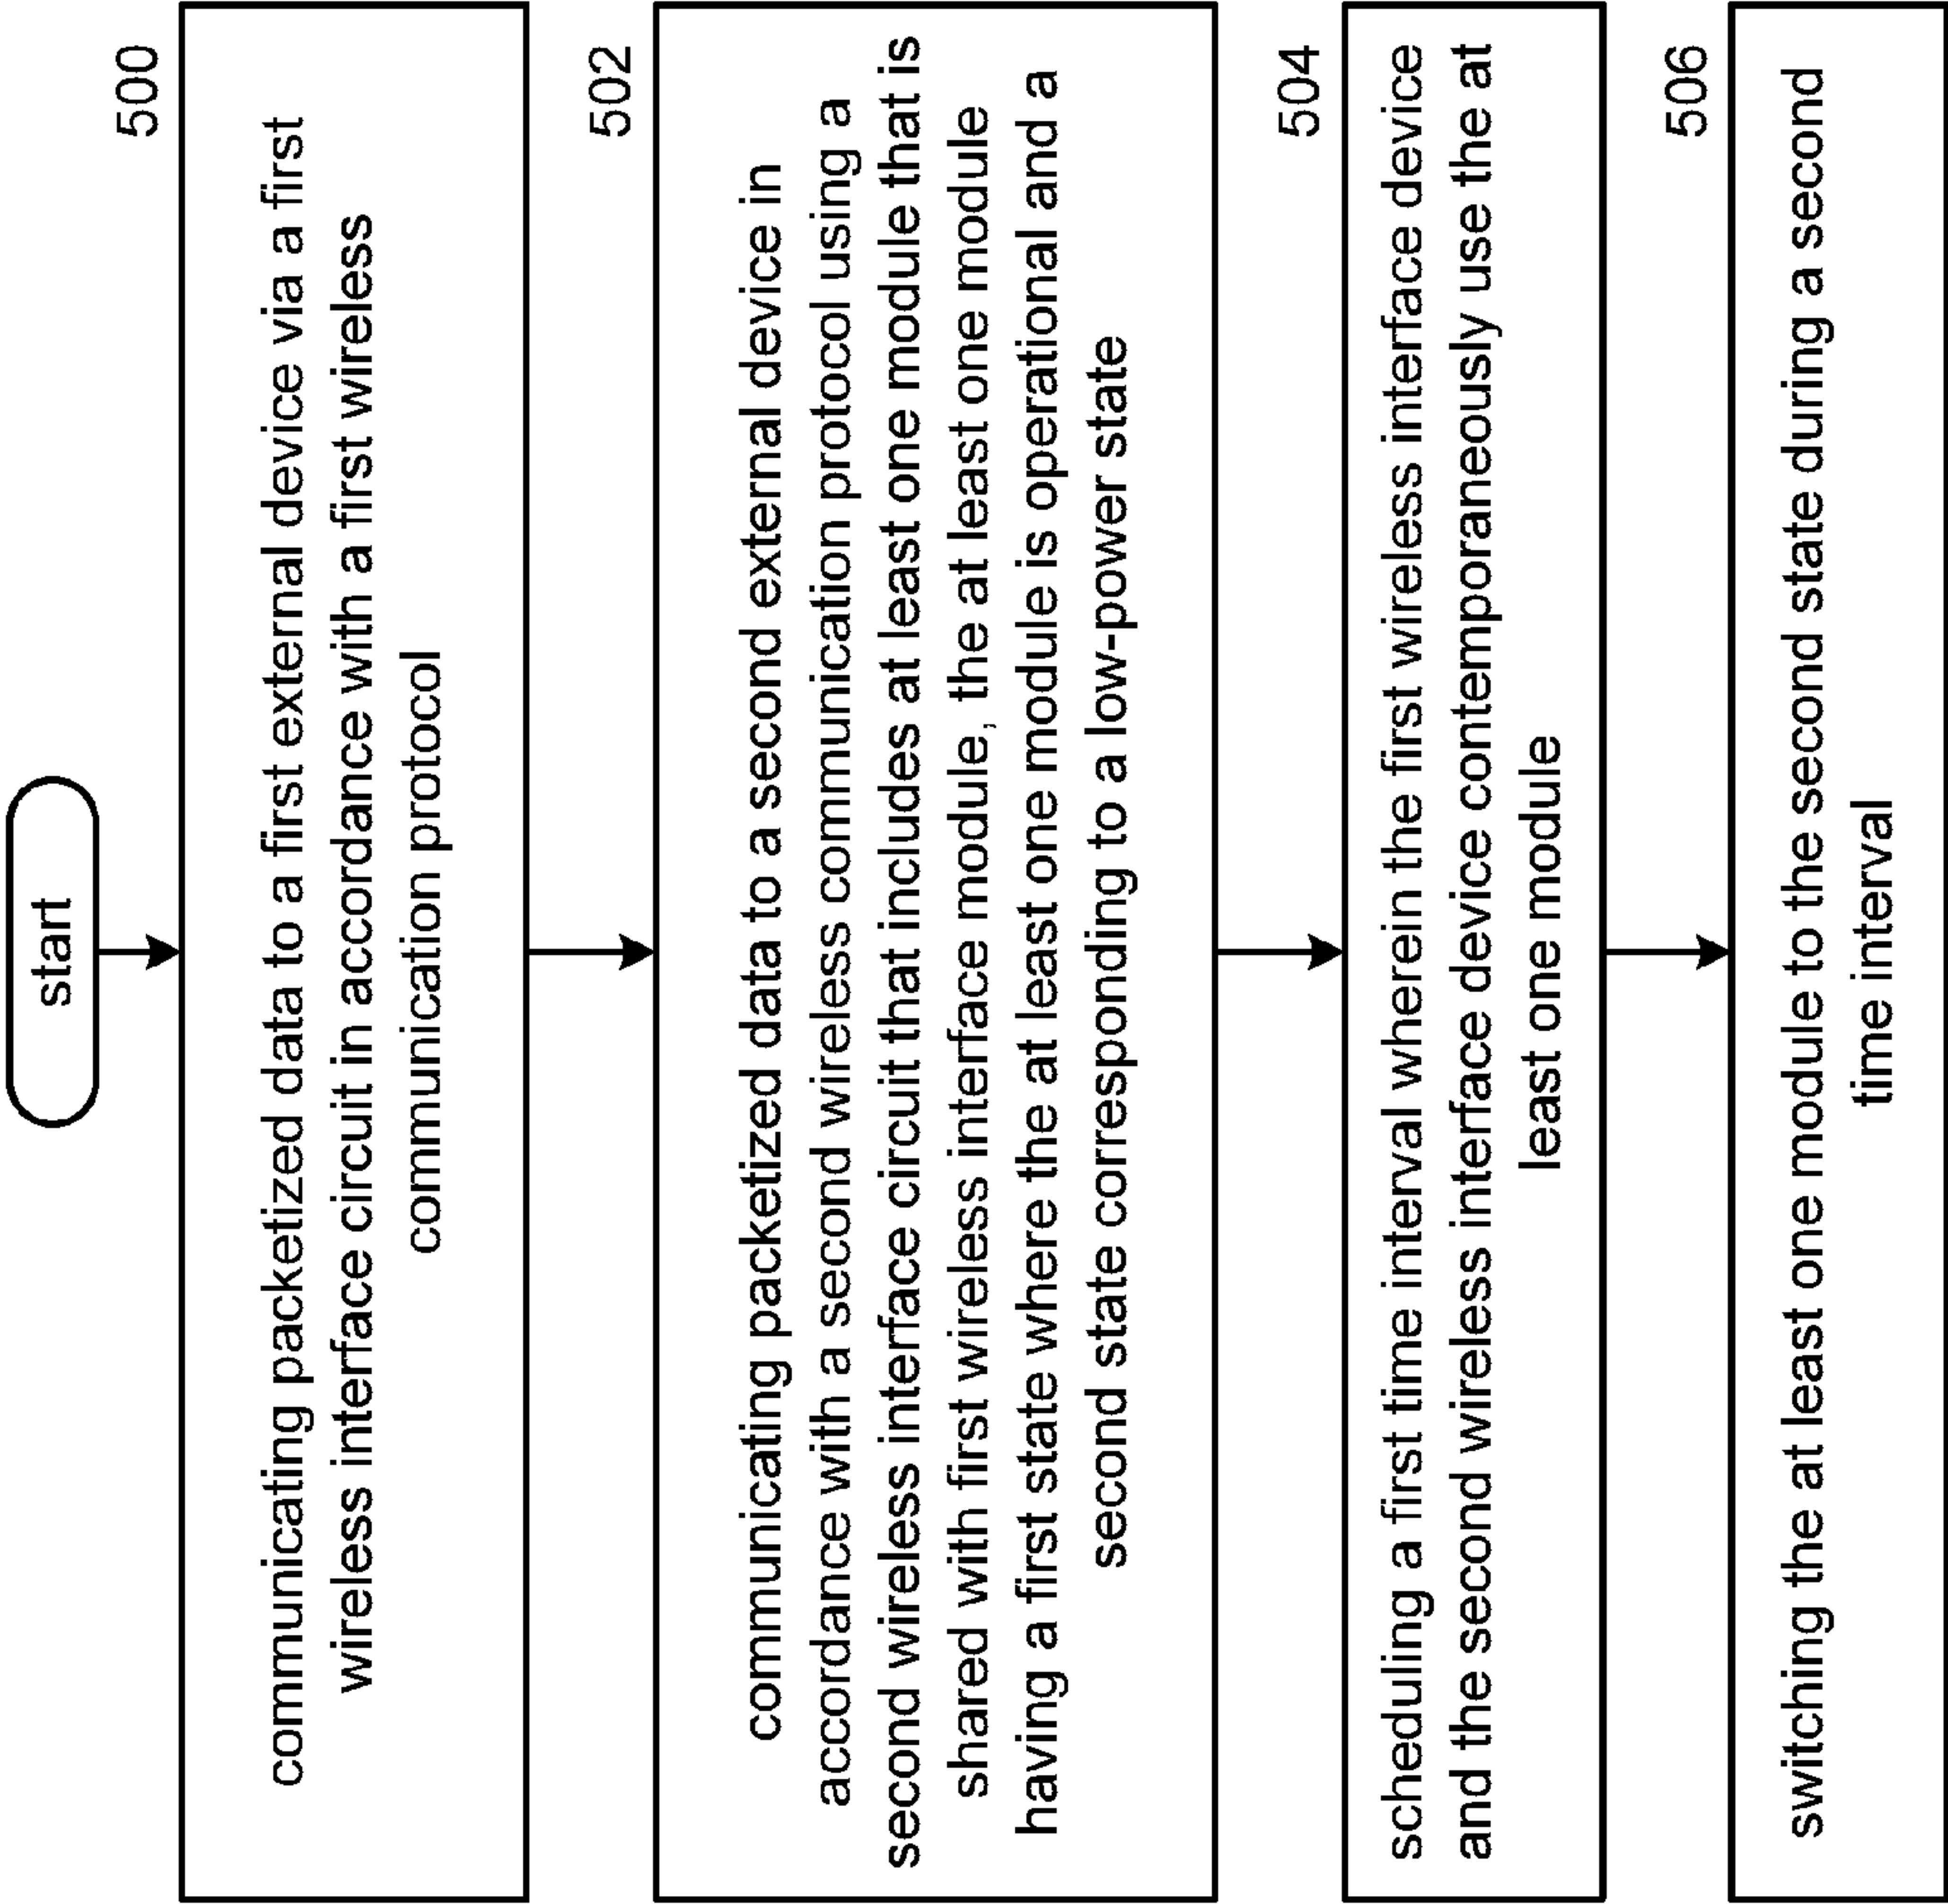 start
500
communicating packetized data to a first external device via a first
wireless interface circuit in accordance with a first wireless
communication protocol
502
communicating packetized data to a second external device in
accordance with a second wireless communication protocol using a
second wireless interface circuit that includes at least one module that is
shared with first wireless interface module, the at least one module
having a first state where the at least one module is operational and a
second state corresponding to a low-power state
504
scheduling a first time interval wherein the first wireless interface device
and the second wireless interface device contemporaneously use the at
least one module
506
switching the at least one module to the second state during a second
time interval